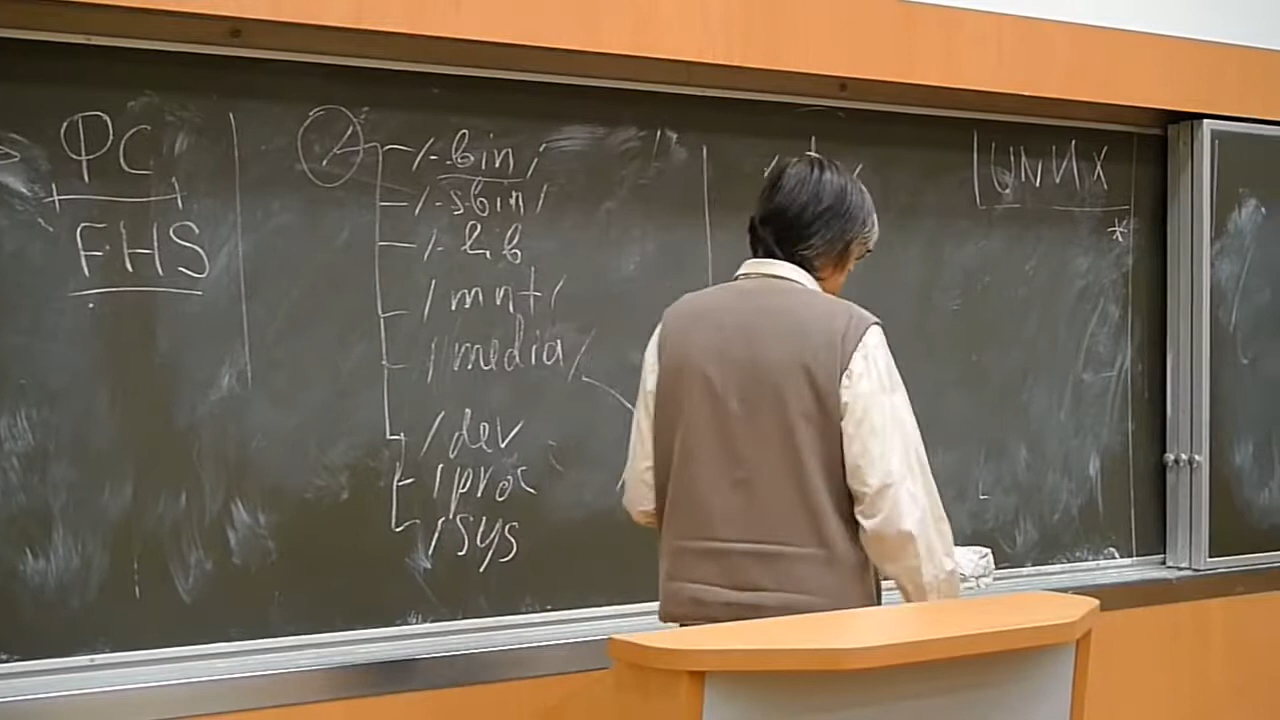 ФС
FHS
/
/bin/
/sbin/
/lib
/mnt/
/media/
/dev
/proc
/sys
UNIX
*